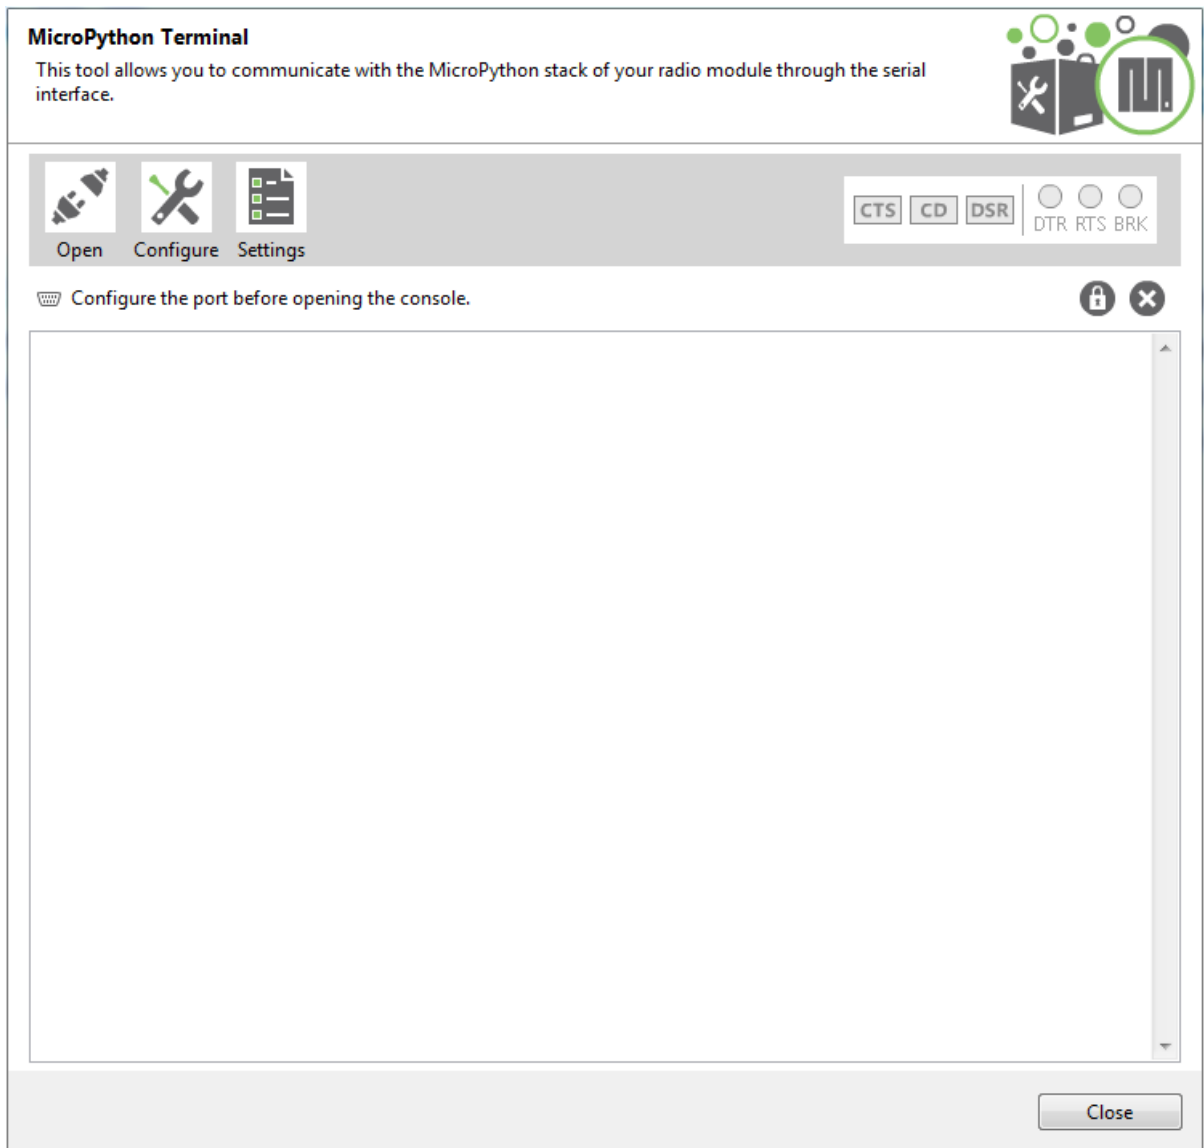 MicroPython Terminal
This tool allows you to communicate with the MicroPython stack of your radio module through the serial
interface.
Open Configure Settings
CTS CD DSR DTR RTS BRK
Configure the port before opening the console.
Close